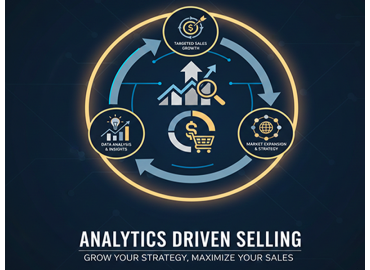 TARGETED SALES
GROWTH
DATA ANALYSIS
& INSIGHTS
MARKET EXPANSION
& STRATEGY
ANALYTICS DRIVEN SELLING
GROW YOUR STRATEGY, MAXIMIZE YOUR SALES